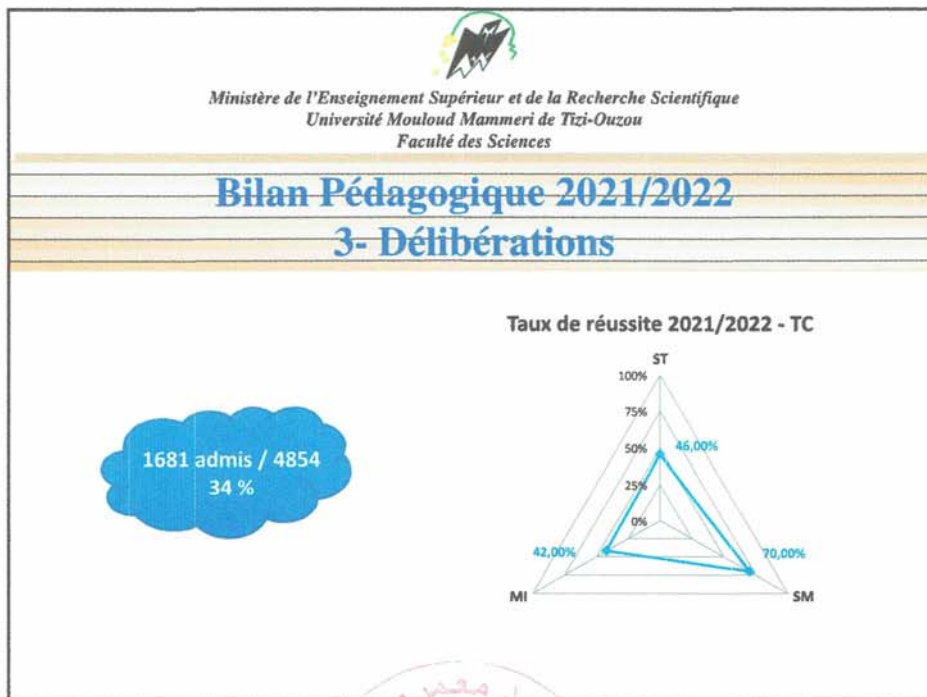 Ministère de l'Enseignement Supérieur et de la Recherche Scientifique
Université Mouloud Mammeri de Tizi-Ouzou
Faculté des Sciences
Bilan Pédagogique 2021/2022
3- Délibérations
1681 admis / 4854
34 %
Taux de réussite 2021/2022 - TC
ST
100%
75%
50%
46,00%
25%
0%
42,00%
70,00%
MI
SM